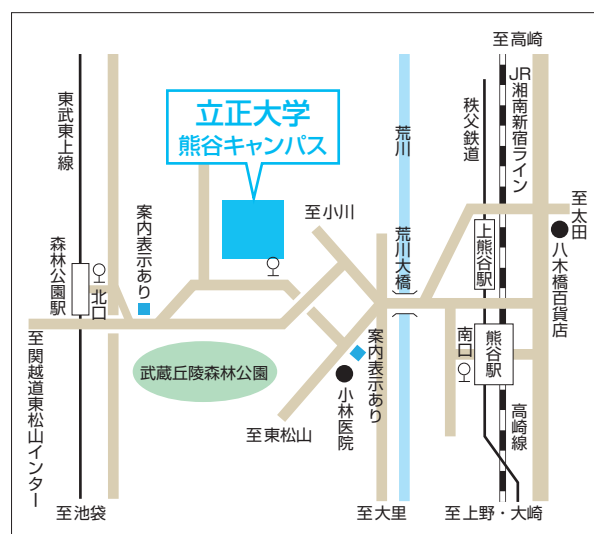 至高崎
東武東上線
立正大学
熊谷キャンパス
荒川
秩父鉄道
JR湘南新宿ライン
至太田
案内表示あり
至小川
荒川大橋
上熊谷駅
八木橋百貨店
森林公園駅
北口
南口
熊谷駅
至関越道東松山インター
武蔵丘陵森林公園
案内表示あり
小林医院
至東松山
高崎線
至池袋
至大里
至上野・大崎